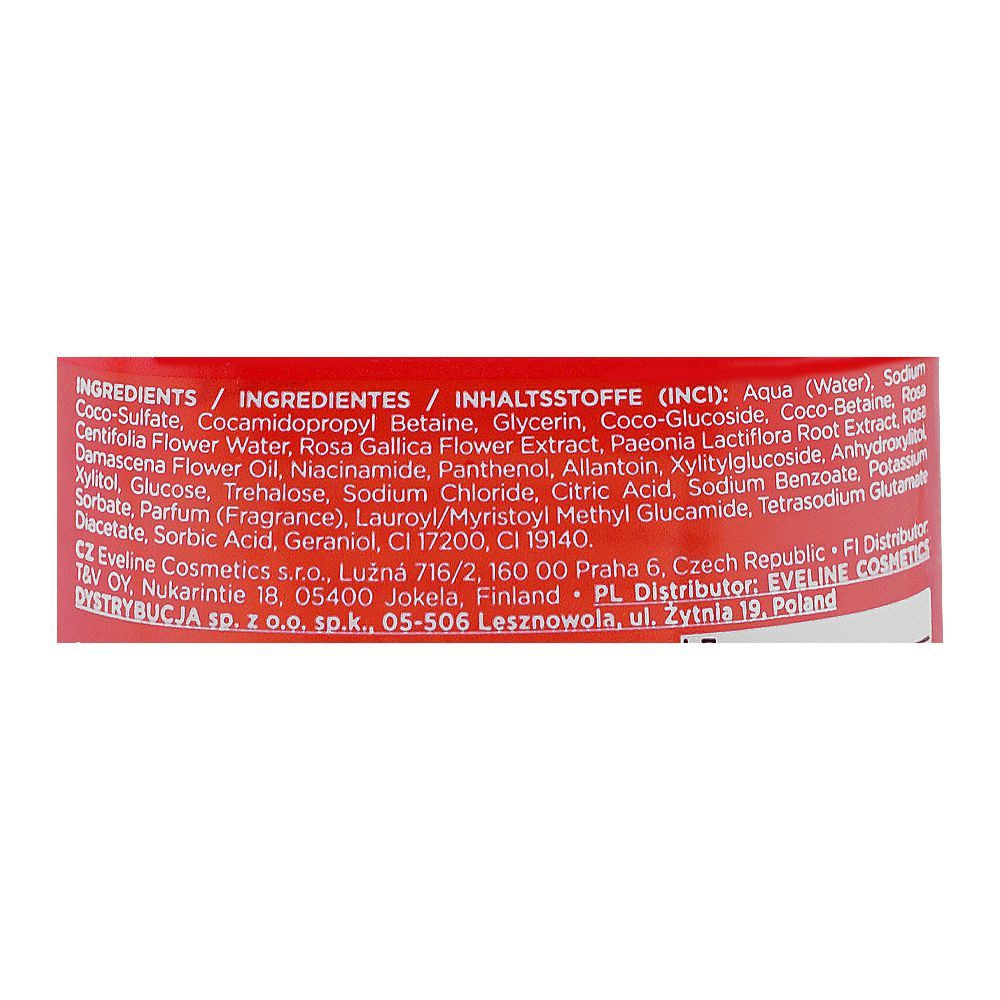 INGREDIENTS / INGREDIENTES / INHALTSSTOFFE (INCI): Aqua (Water), Sodium
Coco-Sulfate, Cocamidopropyl Betaine, Glycerin, Coco-Glucoside, Coco-Betaine, Rosa
Centifolia Flower Water, Rosa Gallica Flower Extract, Paeonia Lactiflora Root Extract, Rosa
Damascena Flower Oil, Niacinamide, Panthenol, Allantoin, Xylitylglucoside, Anhydroxylitol,
Xylitol, Glucose, Trehalose, Sodium Chloride, Citric Acid, Sodium Benzoate, Potassium
Sorbate, Parfum (Fragrance), Lauroyl/Myristoyl Methyl Glucamide, Tetrasodium Glutamate
Diacetate, Sorbic Acid, Geraniol, CI 17200, CI 19140.
CZ Eveline Cosmetics s.r.o., Lužná 716/2, 160 00 Praha 6, Czech Republic • FI Distributor:
T&V OY, Nukarintie 18, 05400 Jokela, Finland • PL Distributor: EVELINE COSMETICS
DYSTRYBUCJA sp. z o.o. sp.k., 05-506 Lesznowola, ul. Żytnia 19, Poland